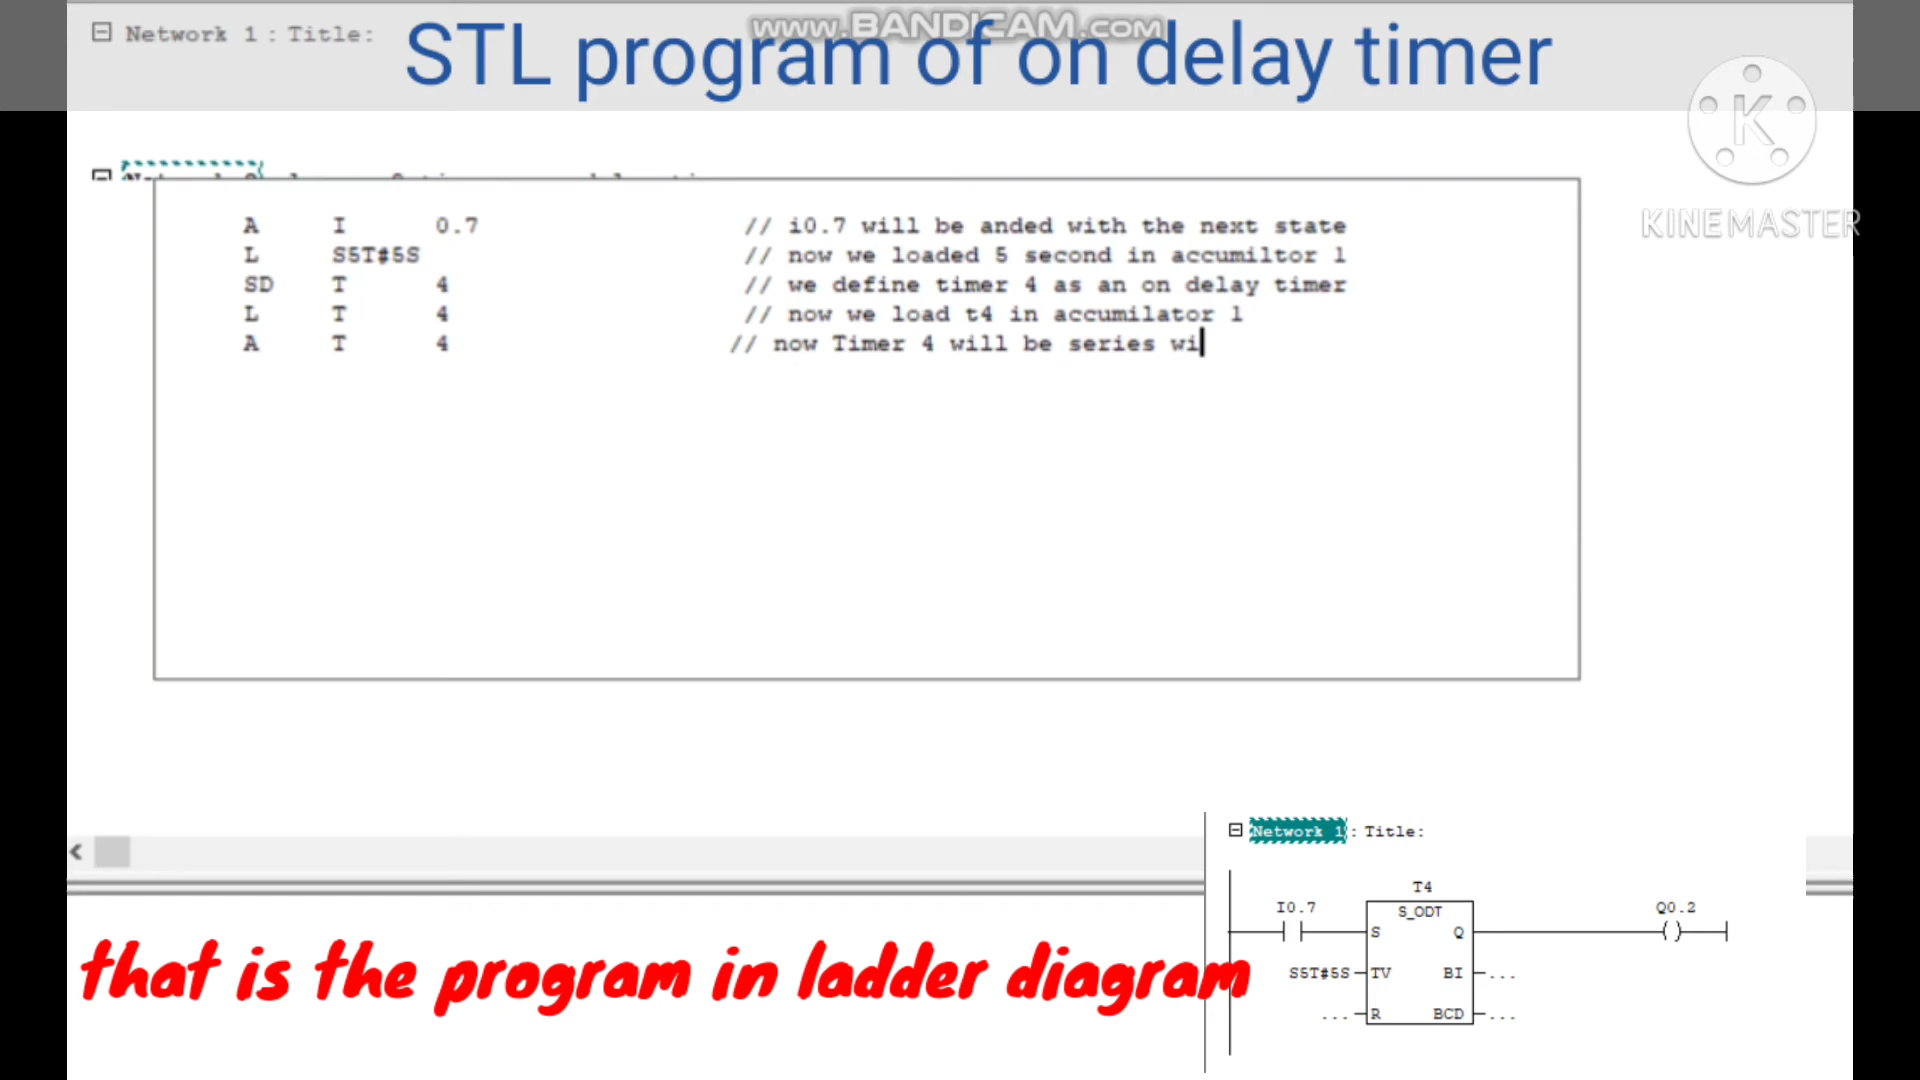 Network 1 : Title:
www.BANDICAM.com
STL program of on delay timer
K
KINEMASTER
A I 0.7 // i0.7 will be anded with the next state
L S5T#5S // now we loaded 5 second in accumiltor 1
SD T 4 // we define timer 4 as an on delay timer
L T 4 // now we load t4 in accumilator 1
A T 4 // now Timer 4 will be series wi
Network 1 : Title:
T4
I0.7 S_ODT Q0.2
S Q
S5T#5S TV BI ...
... R BCD ...
that is the program in ladder diagram